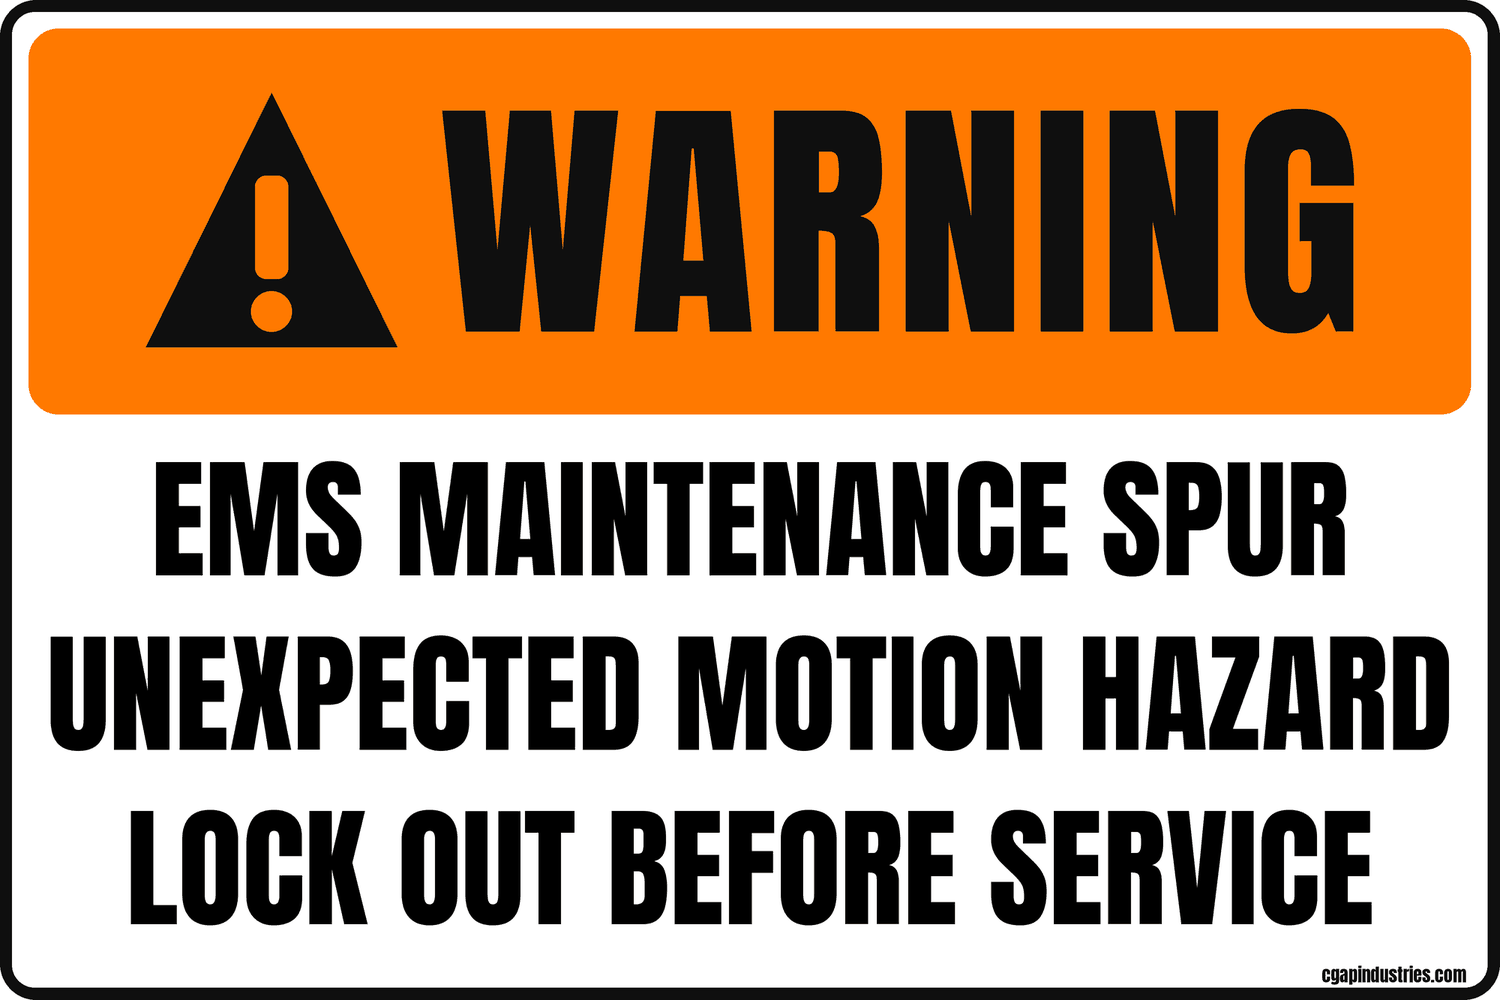 WARNING
EMS MAINTENANCE SPUR
UNEXPECTED MOTION HAZARD
LOCK OUT BEFORE SERVICE
cgapindustries.com